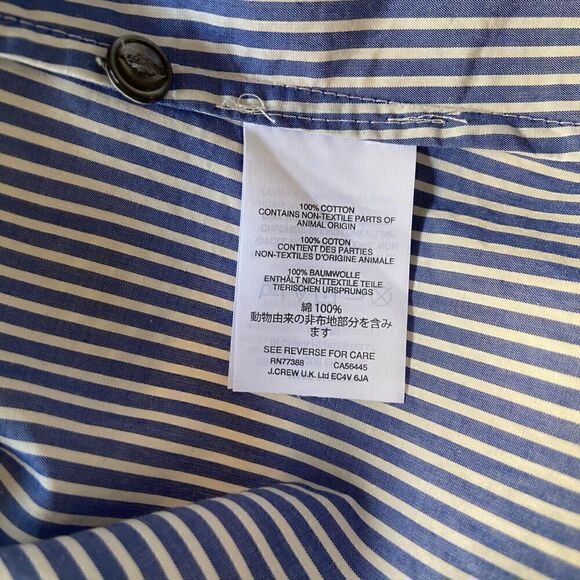 100% COTTON
CONTAINS NON-TEXTILE PARTS OF
ANIMAL ORIGIN
100% COTON
CONTIENT DES PARTIES
NON-TEXTILES D'ORIGINE ANIMALE
100% BAUMWOLLE
ENTHÄLT NICHTTEXTILE TEILE
TIERISCHEN URSPRUNGS
綿 100%
動物由来の非布地部分を含み
ます
SEE REVERSE FOR CARE
RN77388 CA56445
J.CREW U.K. Ltd EC4V 6JA